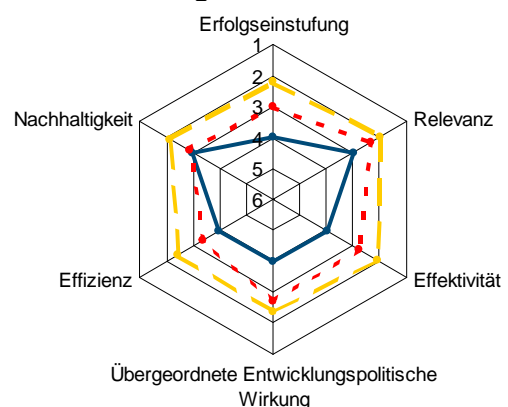 Erfolgseinstufung
1
2
3
4
5
6
Nachhaltigkeit
Relevanz
Effizienz
Effektivität
Übergeordnete Entwicklungspolitische
Wirkung